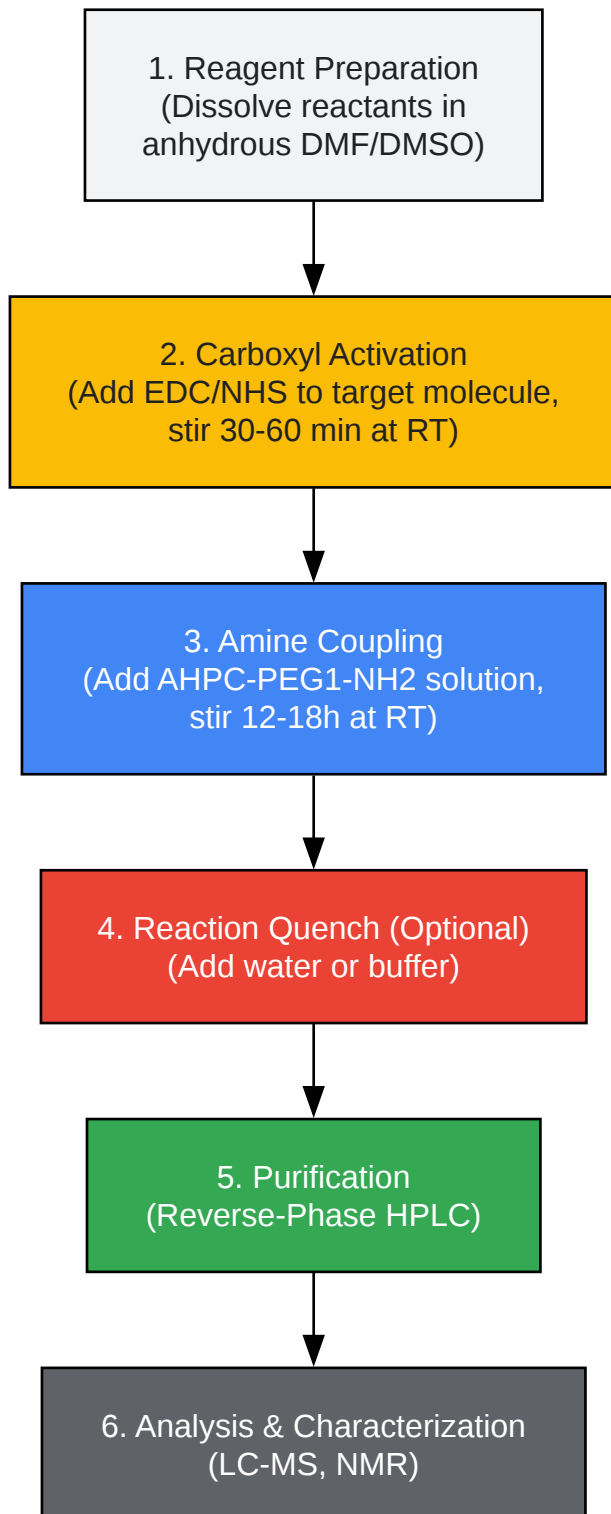 1. Reagent Preparation
(Dissolve reactants in
anhydrous DMF/DMSO)
2. Carboxyl Activation
(Add EDC/NHS to target molecule,
stir 30-60 min at RT)
3. Amine Coupling
(Add AHPC-PEG1-NH2 solution,
stir 12-18h at RT)
4. Reaction Quench (Optional)
(Add water or buffer)
5. Purification
(Reverse-Phase HPLC)
6. Analysis & Characterization
(LC-MS, NMR)